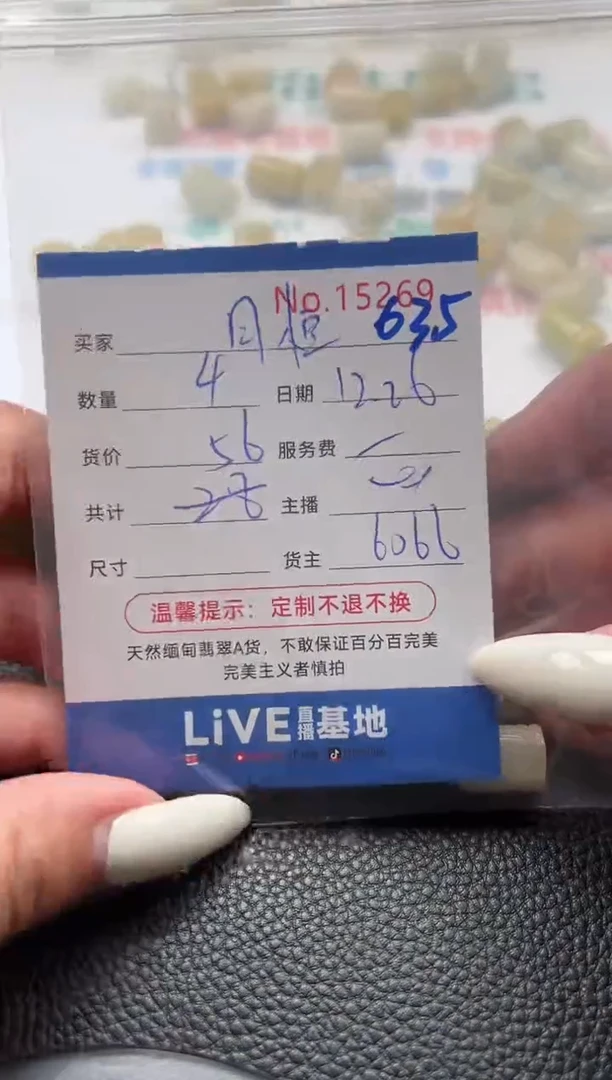 No.15269
买家 635
数量 4 日期 1226
货价 56 服务费
共计 主播
尺寸 货主 6066
温馨提示：定制不退不换
天然缅甸翡翠A货，不敢保证百分百完美
完美主义者慎拍
LiVE直播基地